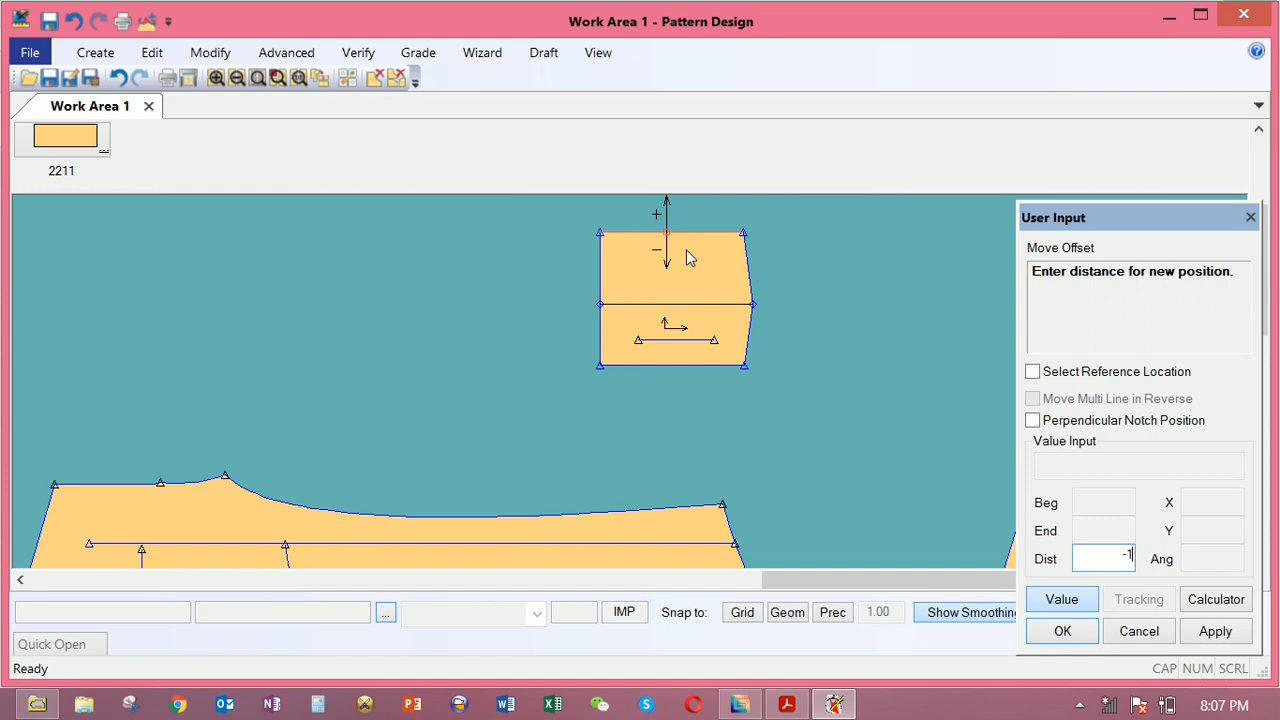 Work Area 1 - Pattern Design
File Create Edit Modify Advanced Verify Grade Wizard Draft View
Work Area 1
2211
+
−
User Input
Move Offset
Enter distance for new position.
Select Reference Location
Move Multi Line in Reverse
Perpendicular Notch Position
Value Input
Beg X
End Y
Dist -1 Ang
Value Tracking Calculator
OK Cancel Apply
... IMP Snap to: Grid Geom Prec 1.00 Show Smoothing
Quick Open
Ready CAP NUM SCRL
8:07 PM